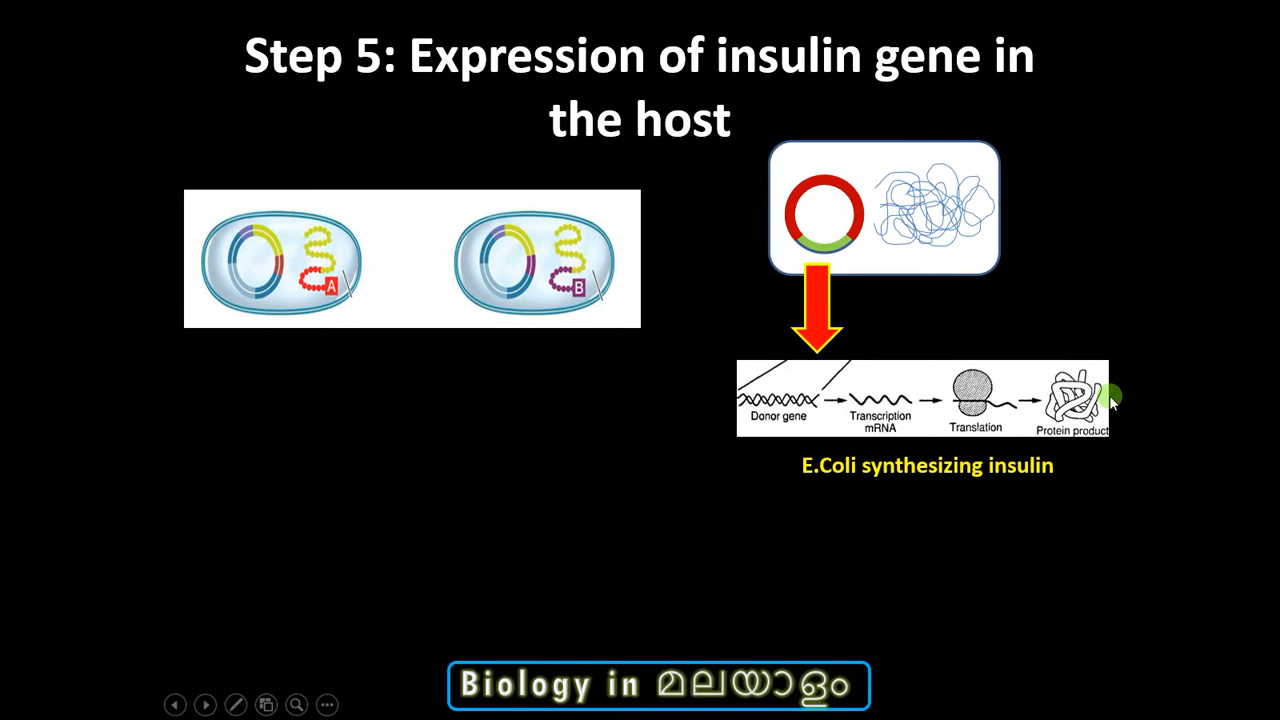 Step 5: Expression of insulin gene in
the host
A
B
Donor gene
Transcription
mRNA
Translation
Protein product
E.Coli synthesizing insulin
Biology in മലയാളം